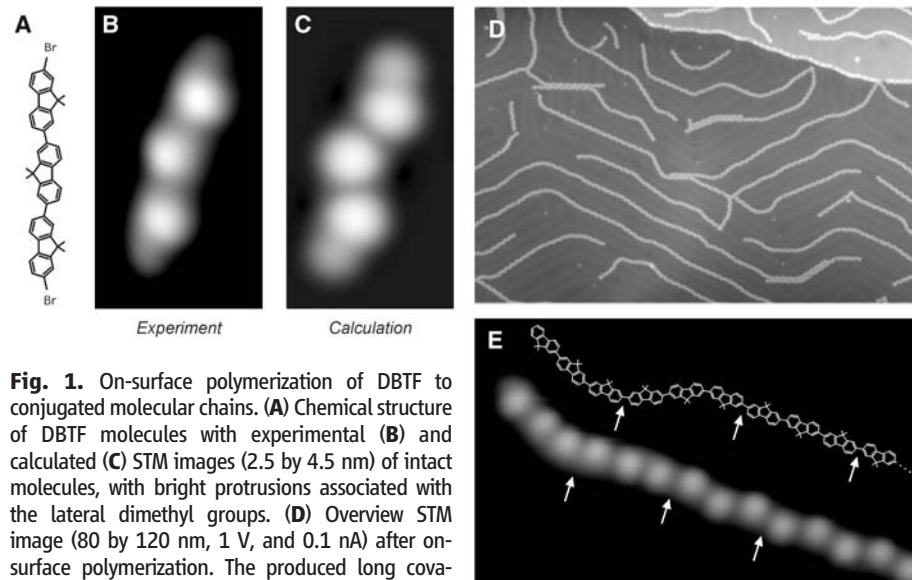 A
Br
Br
B
C
Experiment
Calculation
D
E
Fig. 1. On-surface polymerization of DBTF to
conjugated molecular chains. (A) Chemical structure
of DBTF molecules with experimental (B) and
calculated (C) STM images (2.5 by 4.5 nm) of intact
molecules, with bright protrusions associated with
the lateral dimethyl groups. (D) Overview STM
image (80 by 120 nm, 1 V, and 0.1 nA) after on-
surface polymerization. The produced long cova-